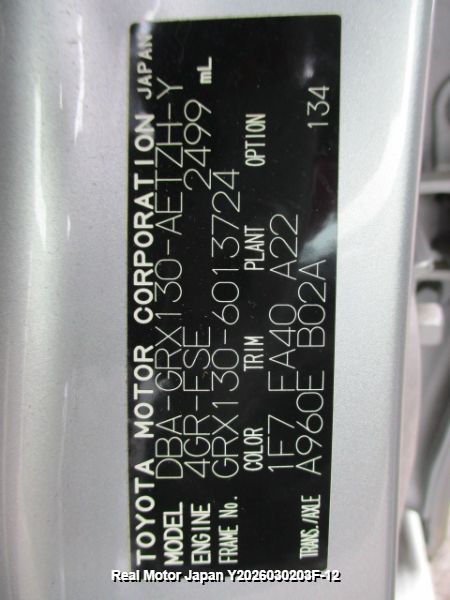 TOYOTA MOTOR CORPORATION JAPAN
MODEL DBA-GRX130-AETZH-Y
ENGINE 4GR-FSE 2499 mL
FRAME No. GRX130-6013724
COLOR TRIM PLANT OPTION
1F7 FA40 A22
TRANS./AXLE A960E B02A 134
Real Motor Japan Y2026030203F-12